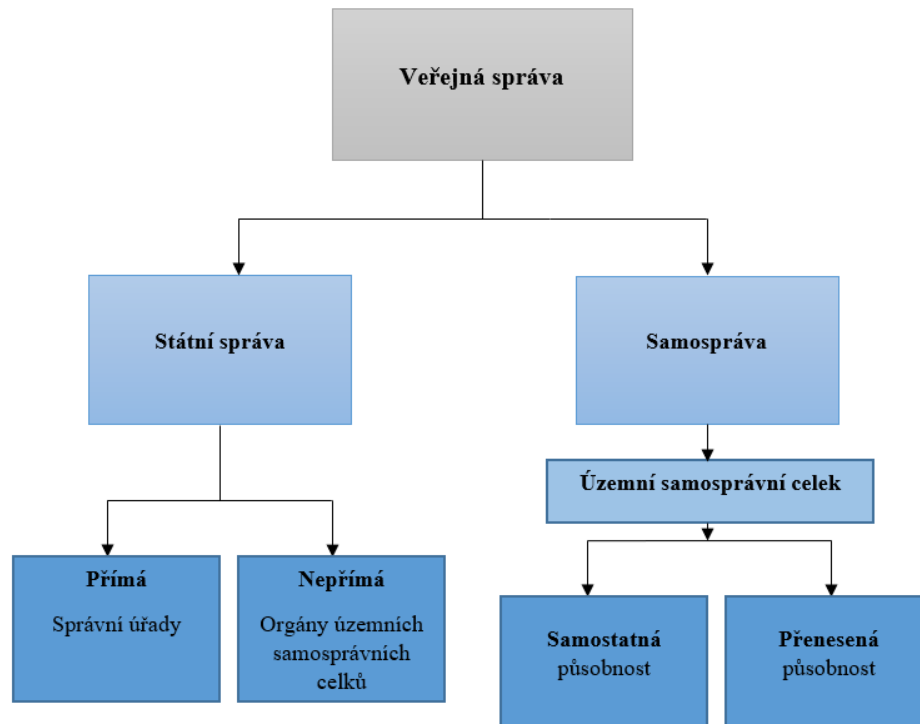 Veřejná správa
Státní správa
Samospráva
Územní samosprávní celek
Přímá
Správní úřady
Nepřímá
Orgány územních
samosprávních
celků
Samostatná
působnost
Přenesená
působnost